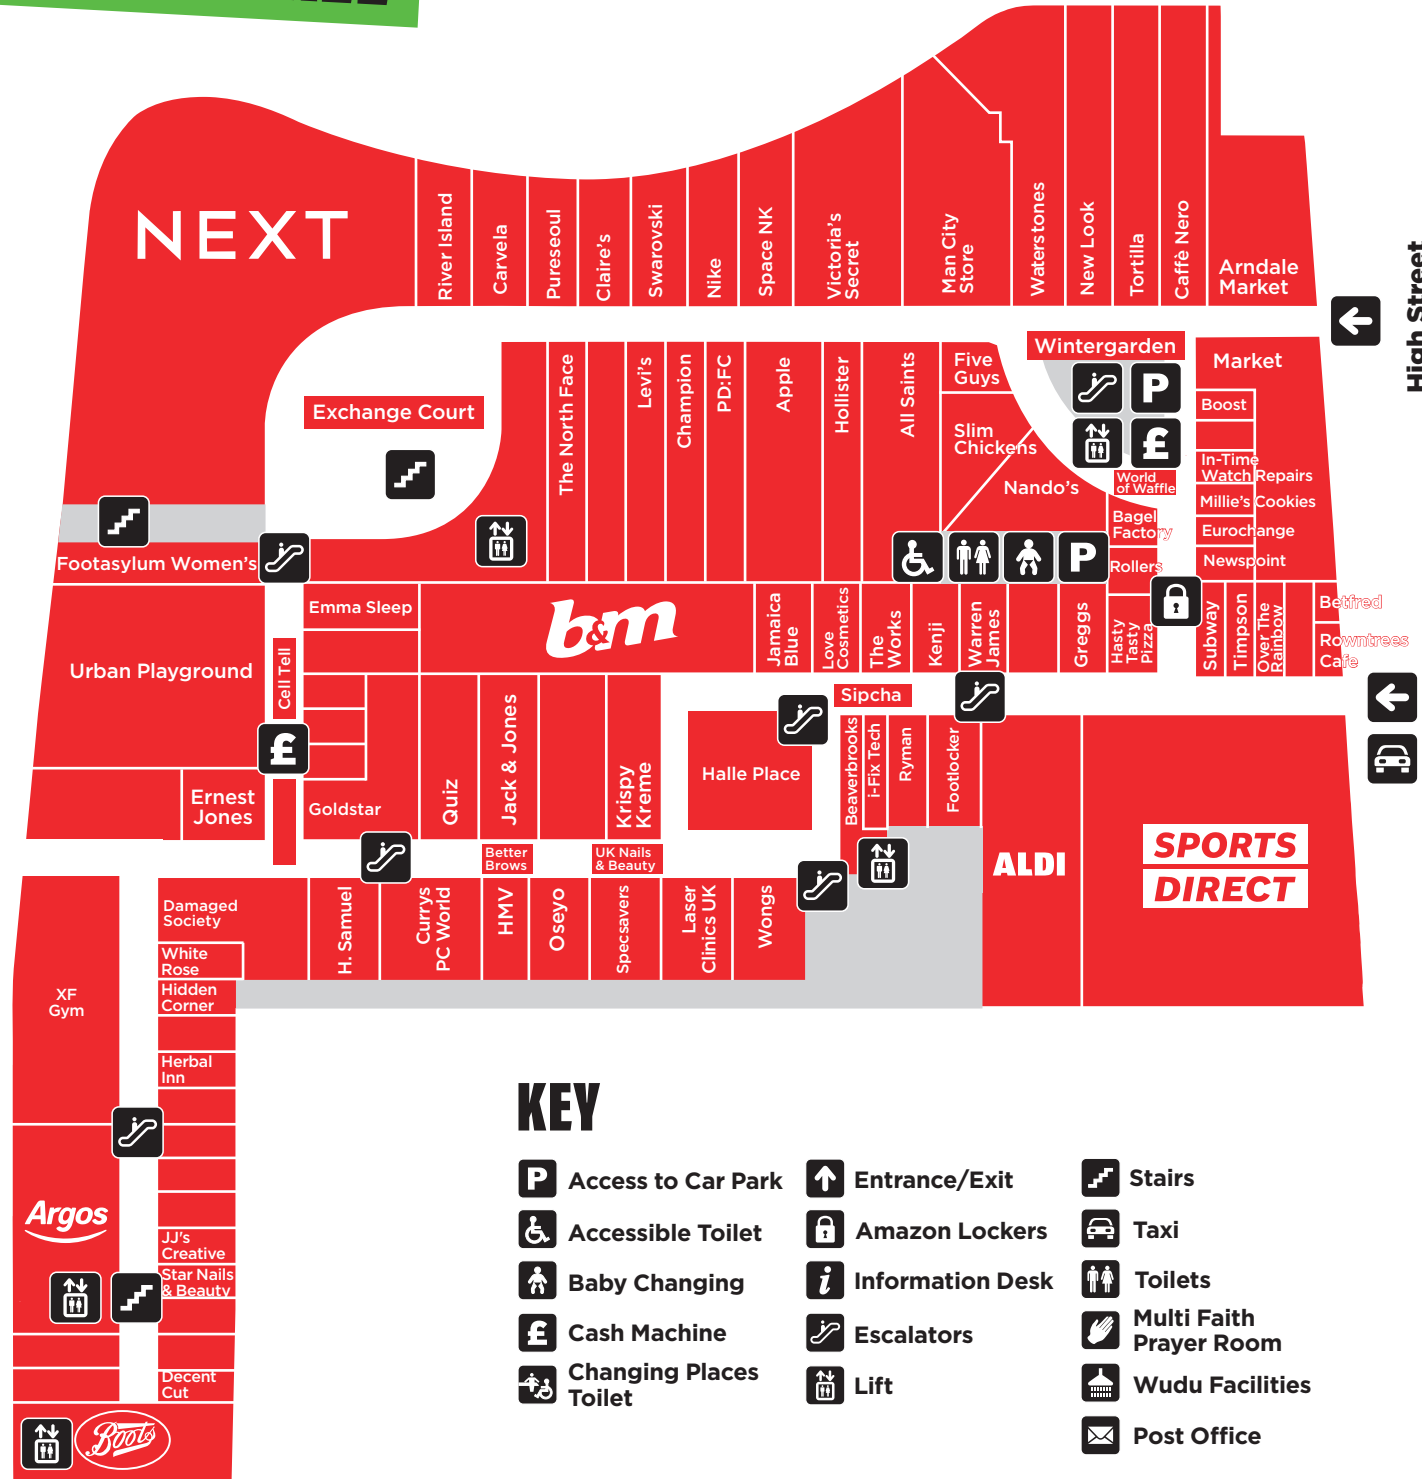 NEXT
River Island
Carvela
Pureseoul
Claire's
Swarovski
Nike
Space NK
Victoria's
Secret
Man City
Store
Waterstones
New Look
Tortilla
Caffè Nero
Arndale
Market
High Street
Exchange Court
The North Face
Levi's
Champion
PD:FC
Apple
Hollister
All Saints
Five
Guys
Slim
Chickens
Nando's
Wintergarden
P
£
World
of Waffle
Bagel
Factory
Rollers
P
Market
Boost
In-Time
Watch Repairs
Millie's Cookies
Eurochange
Newspoint
Footasylum Women's
Urban Playground
Emma Sleep
Cell Tell
£
b&m
Jamaica
Blue
Love
Cosmetics
The
Works
Kenji
Warren
James
Greggs
Hasty
Tasty
Pizza
Subway
Timpson
Over The
Rainbow
Betfred
Rowntrees
Cafe
Ernest
Jones
Goldstar
Quiz
Jack & Jones
Krispy
Kreme
Halle Place
Sipcha
Beaverbrooks
i-Fix Tech
Ryman
Footlocker
ALDI
SPORTS
DIRECT
Better
Brows
UK Nails
& Beauty
Damaged
Society
White
Rose
Hidden
Corner
Herbal
Inn
H. Samuel
Currys
PC World
HMV
Oseyo
Specsavers
Laser
Clinics UK
Wongs
XF
Gym
Argos
JJ's
Creative
Star Nails
& Beauty
Decent
Cut
Boots
KEY
P Access to Car Park
Accessible Toilet
Baby Changing
£ Cash Machine
Changing Places
Toilet
Entrance/Exit
Amazon Lockers
i Information Desk
Escalators
Lift
Stairs
Taxi
Toilets
Multi Faith
Prayer Room
Wudu Facilities
Post Office